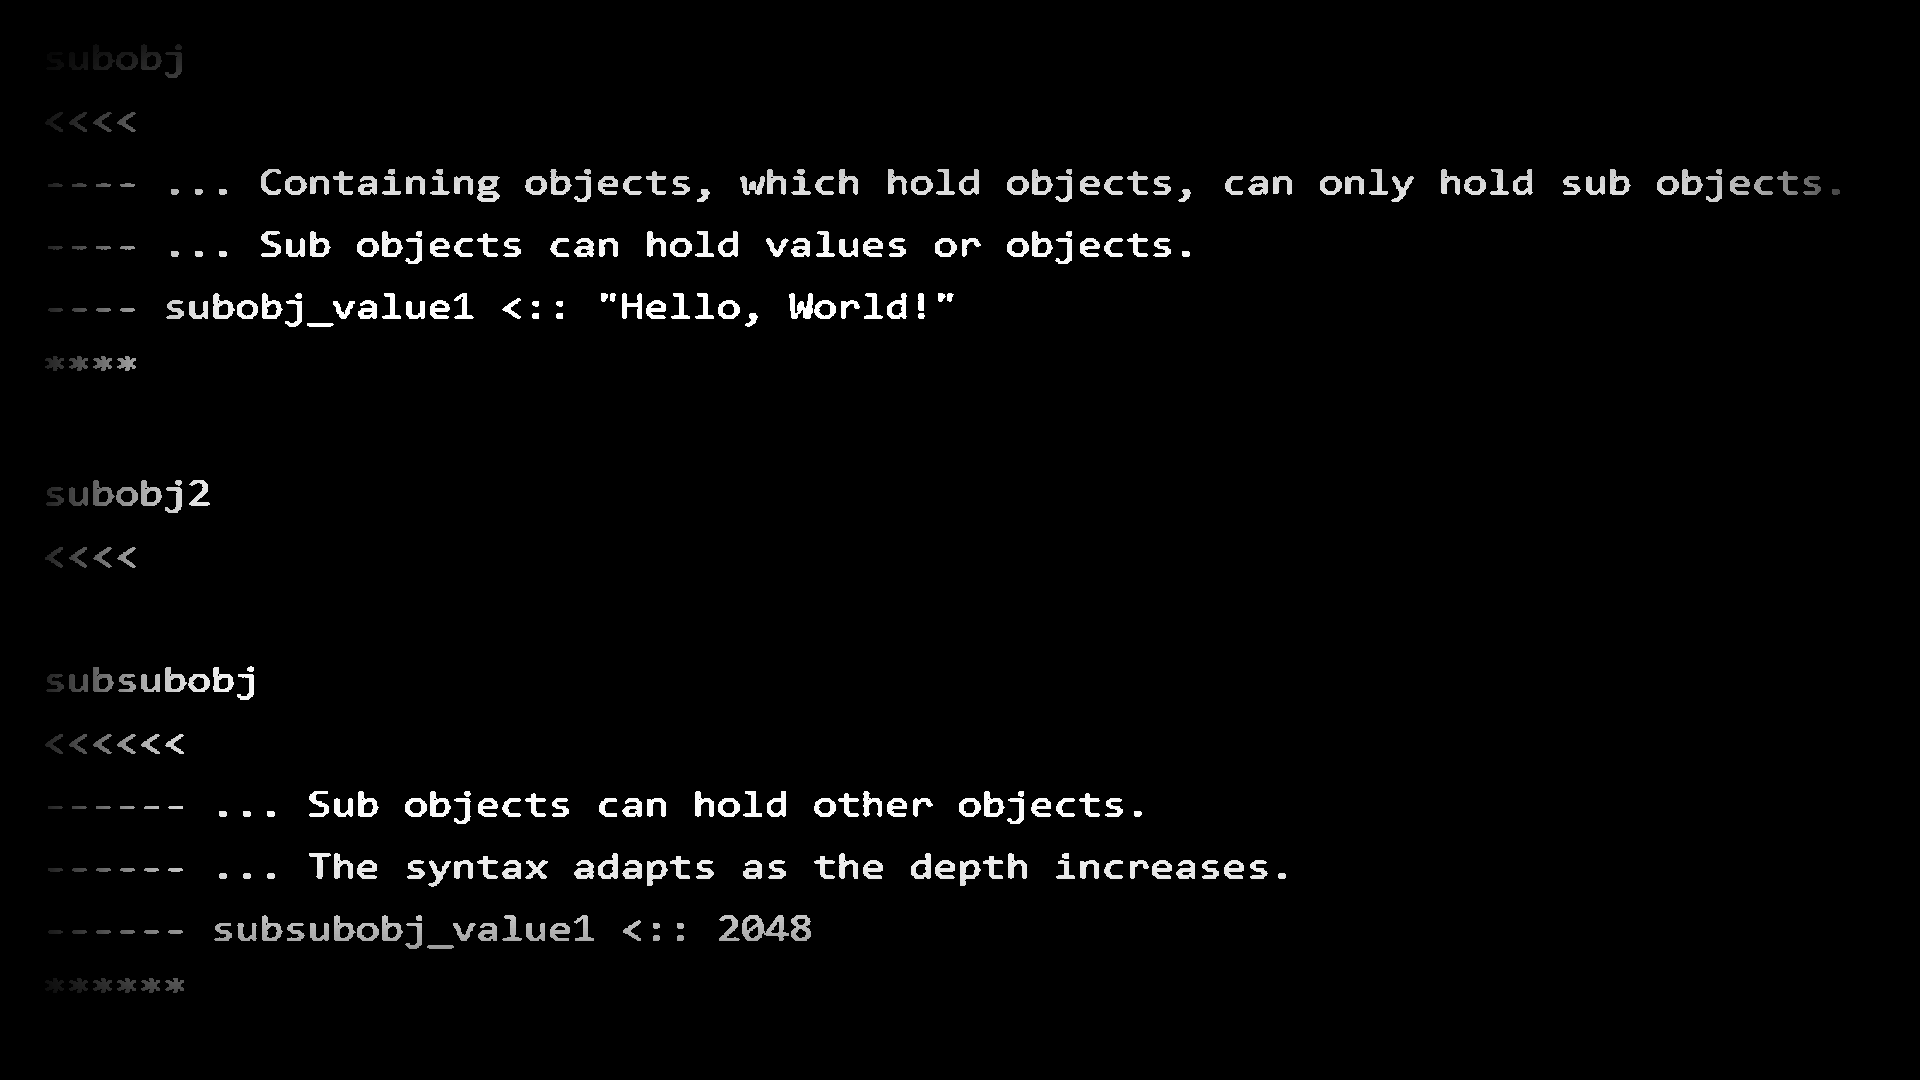 subobj
<<<<
---- ... Containing objects, which hold objects, can only hold sub objects.
---- ... Sub objects can hold values or objects.
---- subobj_value1 <:: "Hello, World!"
****
subobj2
<<<<
subsubobj
<<<<<<
------ ... Sub objects can hold other objects.
------ ... The syntax adapts as the depth increases.
------ subsubobj_value1 <:: 2048
******